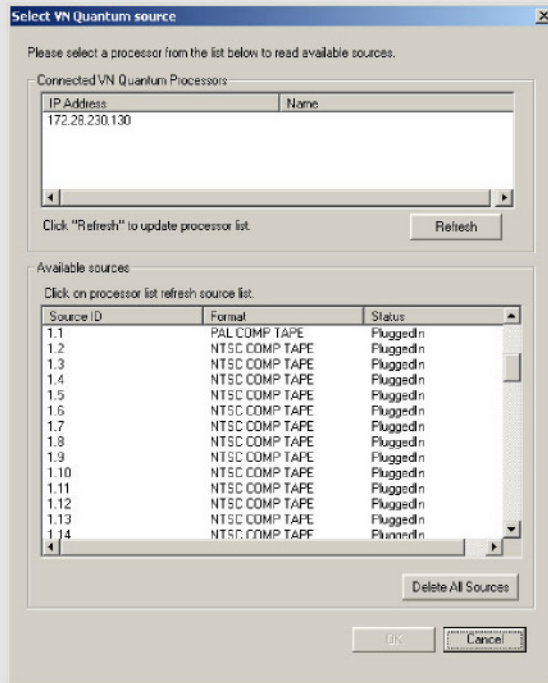 Select VN Quantum source
Please select a processor from the list below to read available sources.
Connected VN Quantum Processors
IP Address Name
172.28.230.130
Click "Refresh" to update processor list.
Refresh
Available sources
Click on processor list refresh source list.
Source ID Format Status
1.1 PAL COMP TAPE PluggedIn
1.2 NTSC COMP TAPE PluggedIn
1.3 NTSC COMP TAPE PluggedIn
1.4 NTSC COMP TAPE PluggedIn
1.5 NTSC COMP TAPE PluggedIn
1.6 NTSC COMP TAPE PluggedIn
1.7 NTSC COMP TAPE PluggedIn
1.8 NTSC COMP TAPE PluggedIn
1.9 NTSC COMP TAPE PluggedIn
1.10 NTSC COMP TAPE PluggedIn
1.11 NTSC COMP TAPE PluggedIn
1.12 NTSC COMP TAPE PluggedIn
1.13 NTSC COMP TAPE PluggedIn
1.14 NTSC COMP TAPE PluggedIn
Delete All Sources
OK Cancel